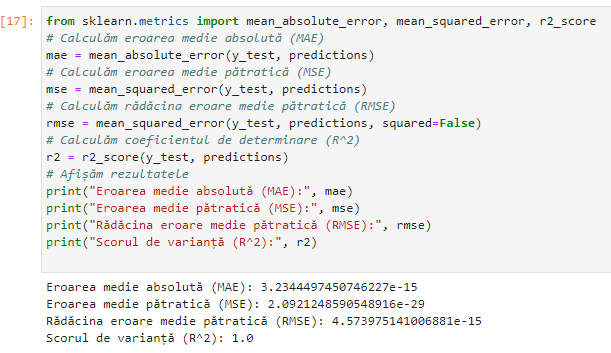 [17]: from sklearn.metrics import mean_absolute_error, mean_squared_error, r2_score
# Calculăm eroarea medie absolută (MAE)
mae = mean_absolute_error(y_test, predictions)
# Calculăm eroarea medie pătratică (MSE)
mse = mean_squared_error(y_test, predictions)
# Calculăm rădăcina eroare medie pătratică (RMSE)
rmse = mean_squared_error(y_test, predictions, squared=False)
# Calculăm coeficientul de determinare (R^2)
r2 = r2_score(y_test, predictions)
# Afișăm rezultatele
print("Eroarea medie absolută (MAE):", mae)
print("Eroarea medie pătratică (MSE):", mse)
print("Rădăcina eroare medie pătratică (RMSE):", rmse)
print("Scorul de varianță (R^2):", r2)
Eroarea medie absolută (MAE): 3.2344497450746227e-15
Eroarea medie pătratică (MSE): 2.0921248590548916e-29
Rădăcina eroare medie pătratică (RMSE): 4.573975141006881e-15
Scorul de varianță (R^2): 1.0